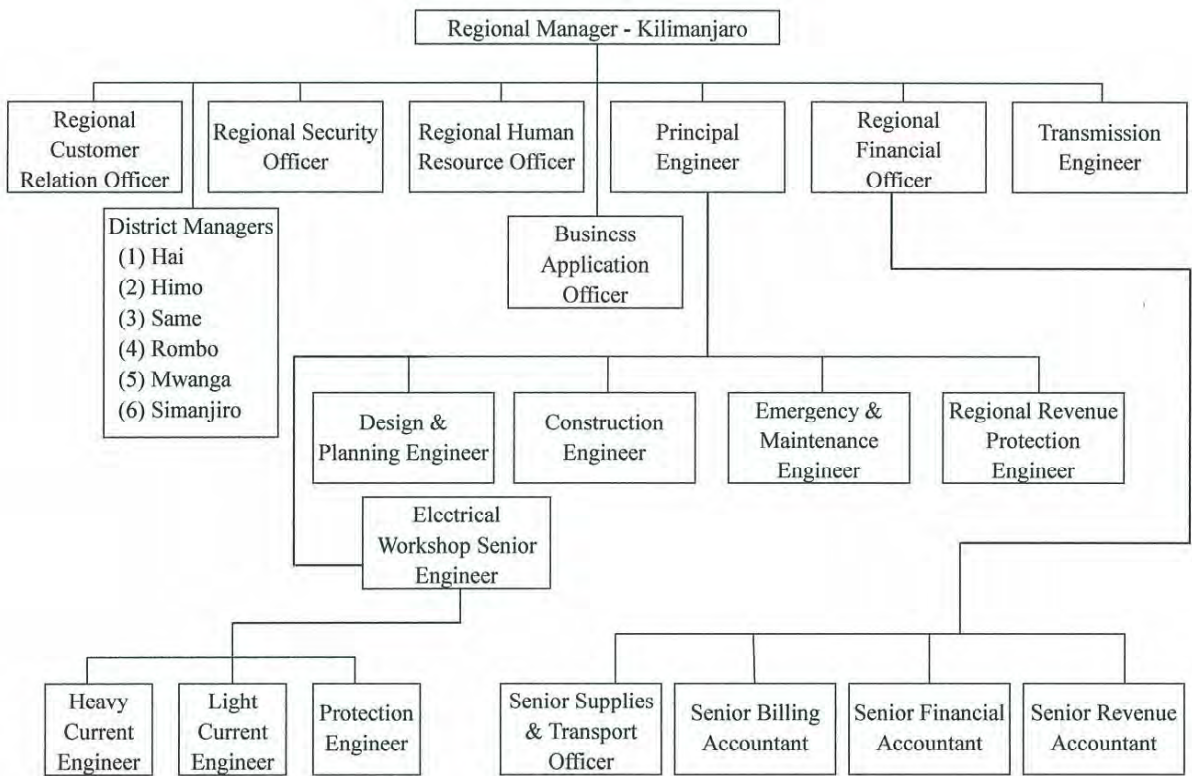 Regional Manager - Kilimanjaro
Regional
Customer
Relation Officer
Regional Security
Officer
Regional Human
Resource Officer
Principal
Engineer
Regional
Financial
Officer
Transmission
Engineer
District Managers
(1) Hai
(2) Himo
(3) Same
(4) Rombo
(5) Mwanga
(6) Simanjiro
Business
Application
Officer
Design &
Planning Engineer
Construction
Engineer
Emergency &
Maintenance
Engineer
Regional Revenue
Protection
Engineer
Electrical
Workshop Senior
Engineer
Heavy
Current
Engineer
Light
Current
Engineer
Protection
Engineer
Senior Supplies
& Transport
Officer
Senior Billing
Accountant
Senior Financial
Accountant
Senior Revenue
Accountant